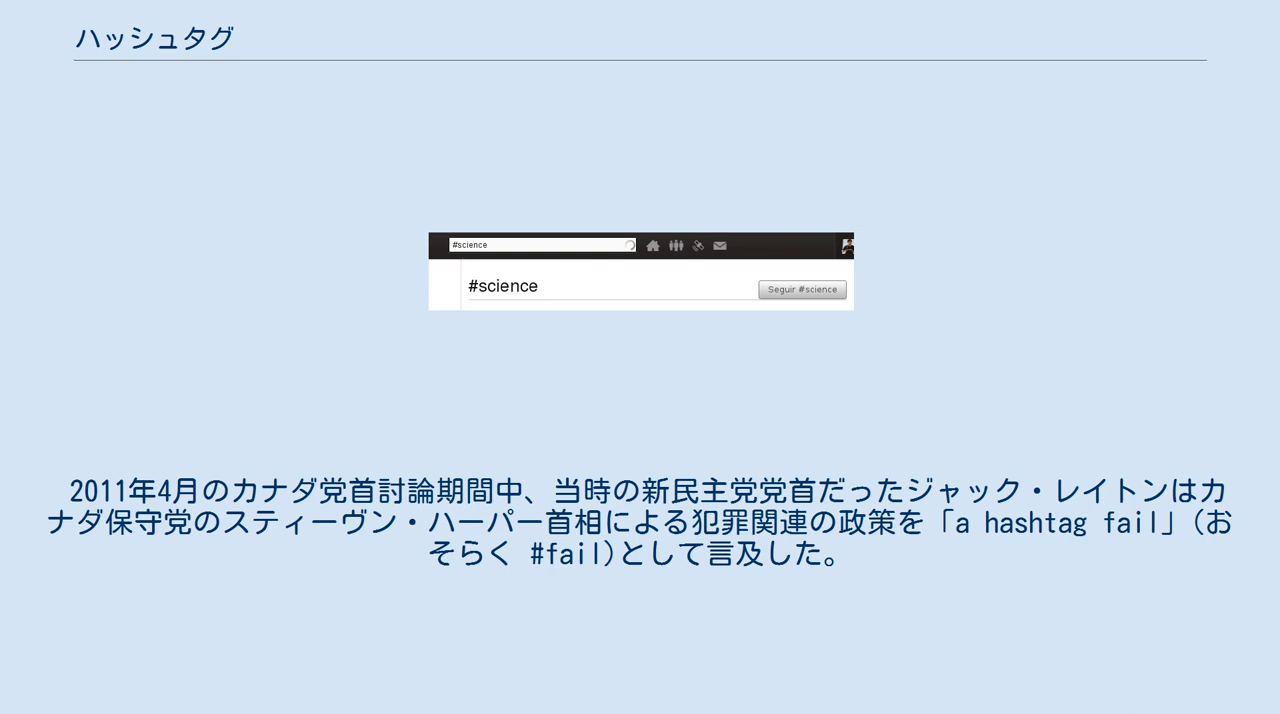 ハッシュタグ
#science
#science
Seguir #science
2011年4月のカナダ党首討論期間中、当時の新民主党党首だったジャック・レイトンはカ
ナダ保守党のスティーヴン・ハーパー首相による犯罪関連の政策を「a hashtag fail」(お
そらく #fail)として言及した。